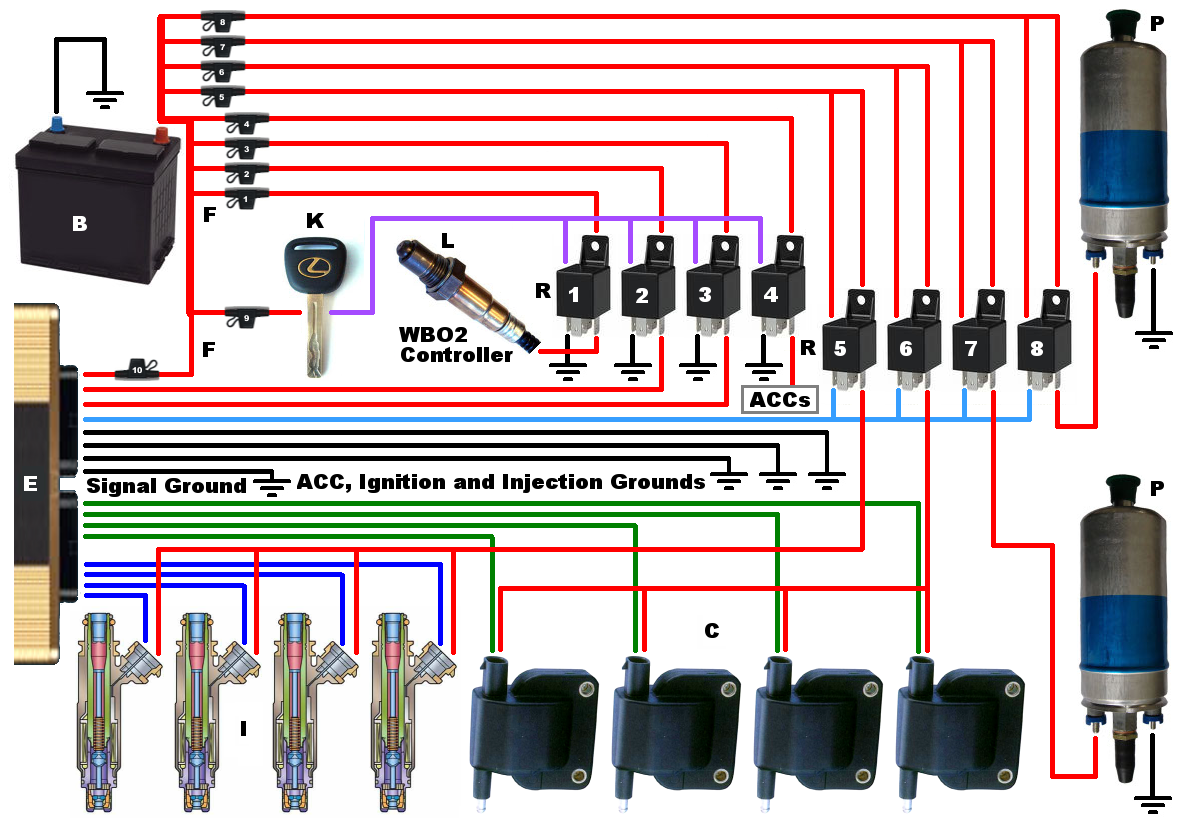 8
7
6
5
4
3
2
1
P
B
F
K
L
R
1
2
3
4
9
F
WBO2
Controller
R
5
6
7
8
10
ACCs
E
Signal Ground
ACC, Ignition and Injection Grounds
P
C
I